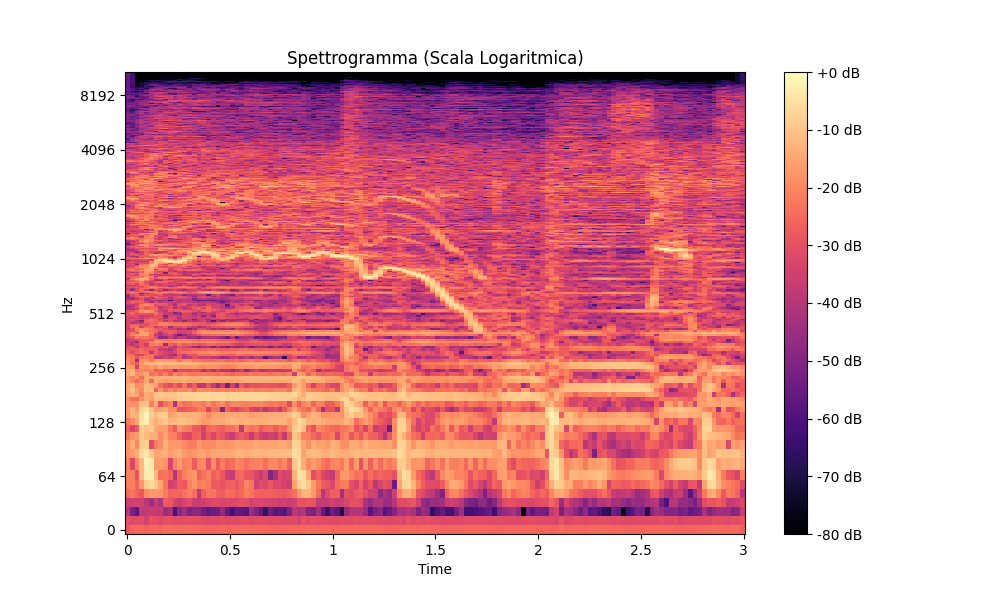 Spettrogramma (Scala Logaritmica)
8192
4096
2048
1024
512
256
128
64
0
Hz
0 0.5 1 1.5 2 2.5 3
Time
+0 dB
-10 dB
-20 dB
-30 dB
-40 dB
-50 dB
-60 dB
-70 dB
-80 dB